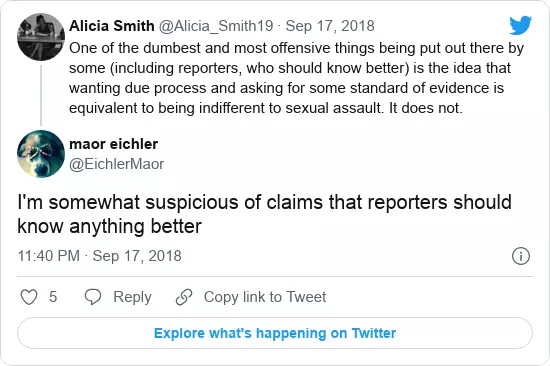 Alicia Smith @Alicia_Smith19 · Sep 17, 2018
One of the dumbest and most offensive things being put out there by
some (including reporters, who should know better) is the idea that
wanting due process and asking for some standard of evidence is
equivalent to being indifferent to sexual assault. It does not.
maor eichler
@EichlerMaor
I'm somewhat suspicious of claims that reporters should
know anything better
11:40 PM · Sep 17, 2018
5 Reply Copy link to Tweet
Explore what's happening on Twitter